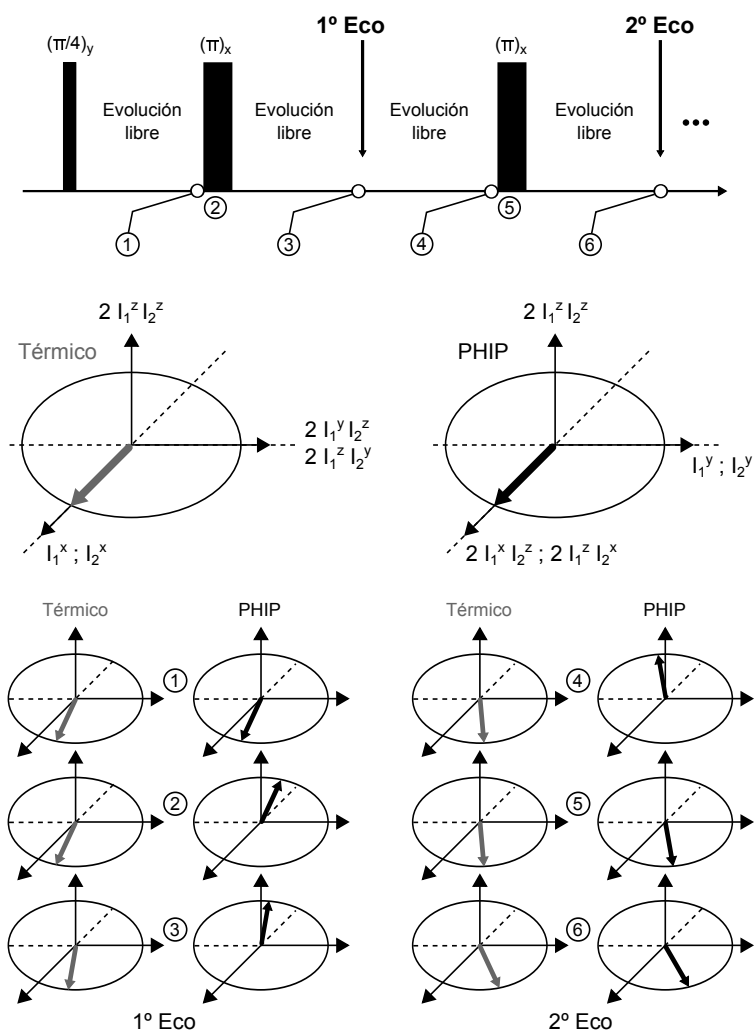 1º Eco 2º Eco
(π/4)y (π)x (π)x
Evolución libre Evolución libre Evolución libre Evolución libre
...
① ② ③ ④ ⑤ ⑥
2 I₁ᶻ I₂ᶻ 2 I₁ᶻ I₂ᶻ
Térmico PHIP
2 I₁ʸ I₂ᶻ
2 I₁ᶻ I₂ʸ
I₁ʸ ; I₂ʸ
I₁ˣ ; I₂ˣ 2 I₁ˣ I₂ᶻ ; 2 I₁ᶻ I₂ˣ
Térmico PHIP Térmico PHIP
① ④
② ⑤
③ ⑥
1º Eco 2º Eco